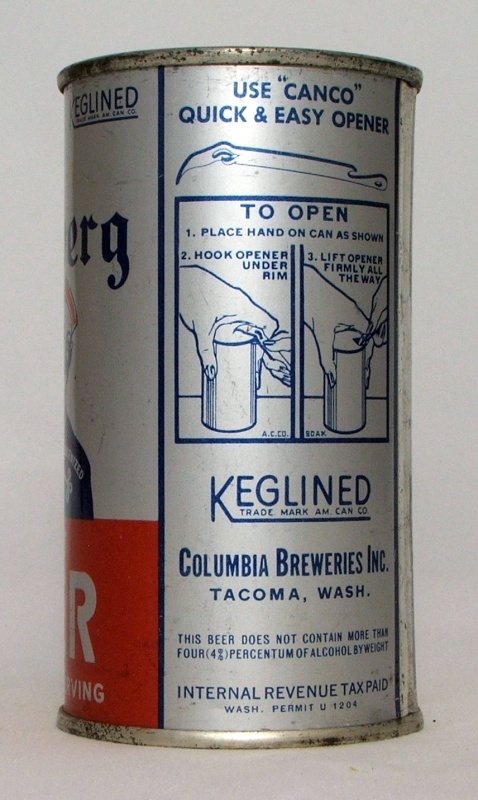 KEGLINED
TRADE MARK AM. CAN CO.
erg
R
USE "CANCO"
QUICK & EASY OPENER
TO OPEN
1. PLACE HAND ON CAN AS SHOWN
2. HOOK OPENER
UNDER
RIM
3. LIFT OPENER
FIRMLY ALL
THE WAY
A.C.CO.
80AK
KEGLINED
TRADE MARK AM. CAN CO.
COLUMBIA BREWERIES INC.
TACOMA, WASH.
THIS BEER DOES NOT CONTAIN MORE THAN
FOUR (4%) PERCENTUM OF ALCOHOL BY WEIGHT
INTERNAL REVENUE TAX PAID
WASH. PERMIT U 1204